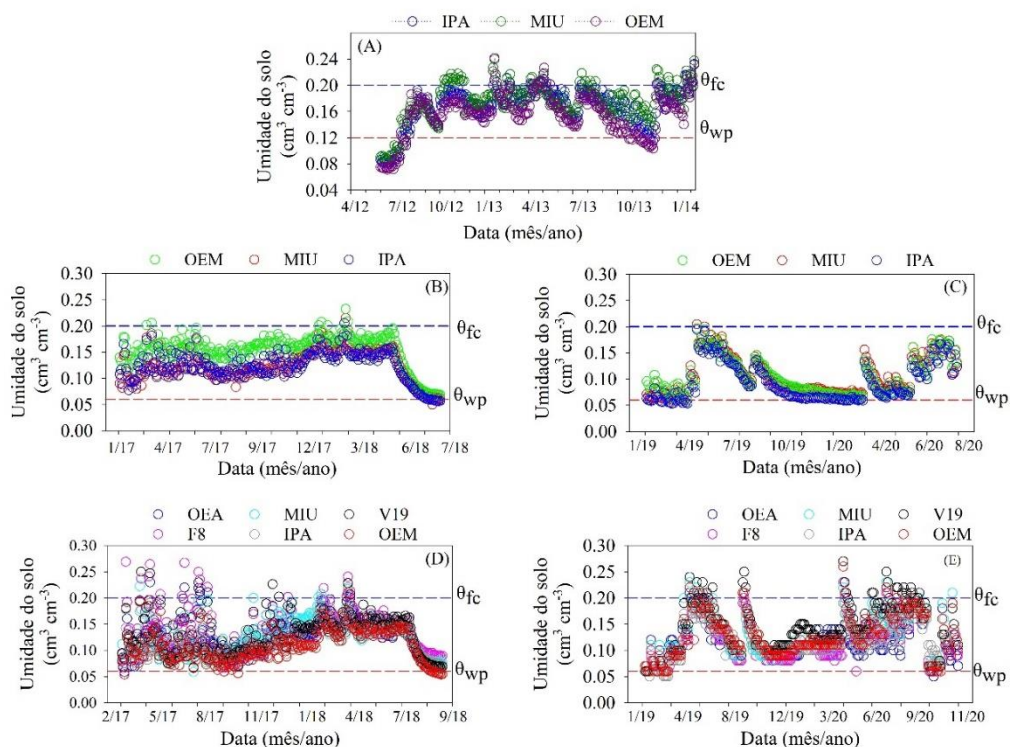 IPA MIU OEM
(A)
Umidade do solo
(cm³ cm⁻³)
0.24
0.20
0.16
0.12
0.08
0.04
θfc
θwp
4/12 7/12 10/12 1/13 4/13 7/13 10/13 1/14
Data (mês/ano)
OEM MIU IPA
(B)
Umidade do solo
(cm³ cm⁻³)
0.30
0.25
0.20
0.15
0.10
0.05
0.00
θfc
θwp
1/17 4/17 7/17 9/17 12/17 3/18 6/18 7/18
Data (mês/ano)
OEM MIU IPA
(C)
Umidade do solo
(cm³ cm⁻³)
0.30
0.25
0.20
0.15
0.10
0.05
0.00
θfc
θwp
1/19 4/19 7/19 10/19 1/20 4/20 6/20 8/20
Data (mês/ano)
OEA MIU V19
F8 IPA OEM
(D)
Umidade do solo
(cm³ cm⁻³)
0.30
0.25
0.20
0.15
0.10
0.05
0.00
θfc
θwp
2/17 5/17 8/17 11/17 1/18 4/18 7/18 9/18
Data (mês/ano)
OEA MIU V19
F8 IPA OEM
(E)
Umidade do solo
(cm³ cm⁻³)
0.30
0.25
0.20
0.15
0.10
0.05
0.00
θfc
θwp
1/19 4/19 8/19 12/19 3/20 6/20 9/20 11/20
Data (mês/ano)